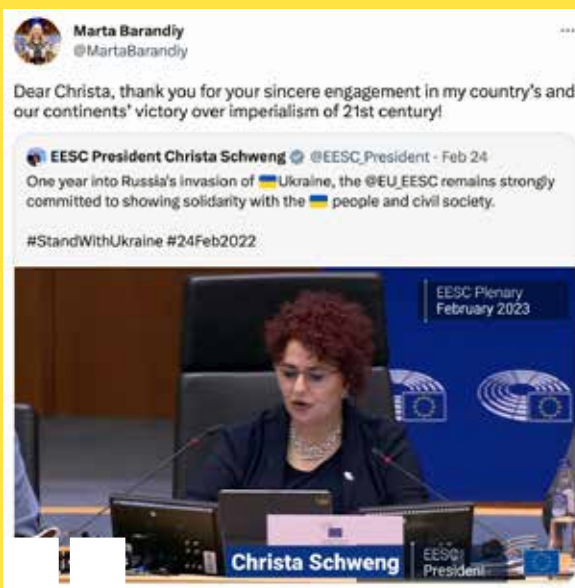 Marta Barandiy
@MartaBarandiy
Dear Christa, thank you for your sincere engagement in my country's and
our continents' victory over imperialism of 21st century!
EESC President Christa Schweng @EESC_President · Feb 24
One year into Russia's invasion of 🇺🇦Ukraine, the @EU_EESC remains strongly
committed to showing solidarity with the 🇺🇦 people and civil society.
#StandWithUkraine #24Feb2022
EESC Plenary
February 2023
Christa Schweng
EESC
President